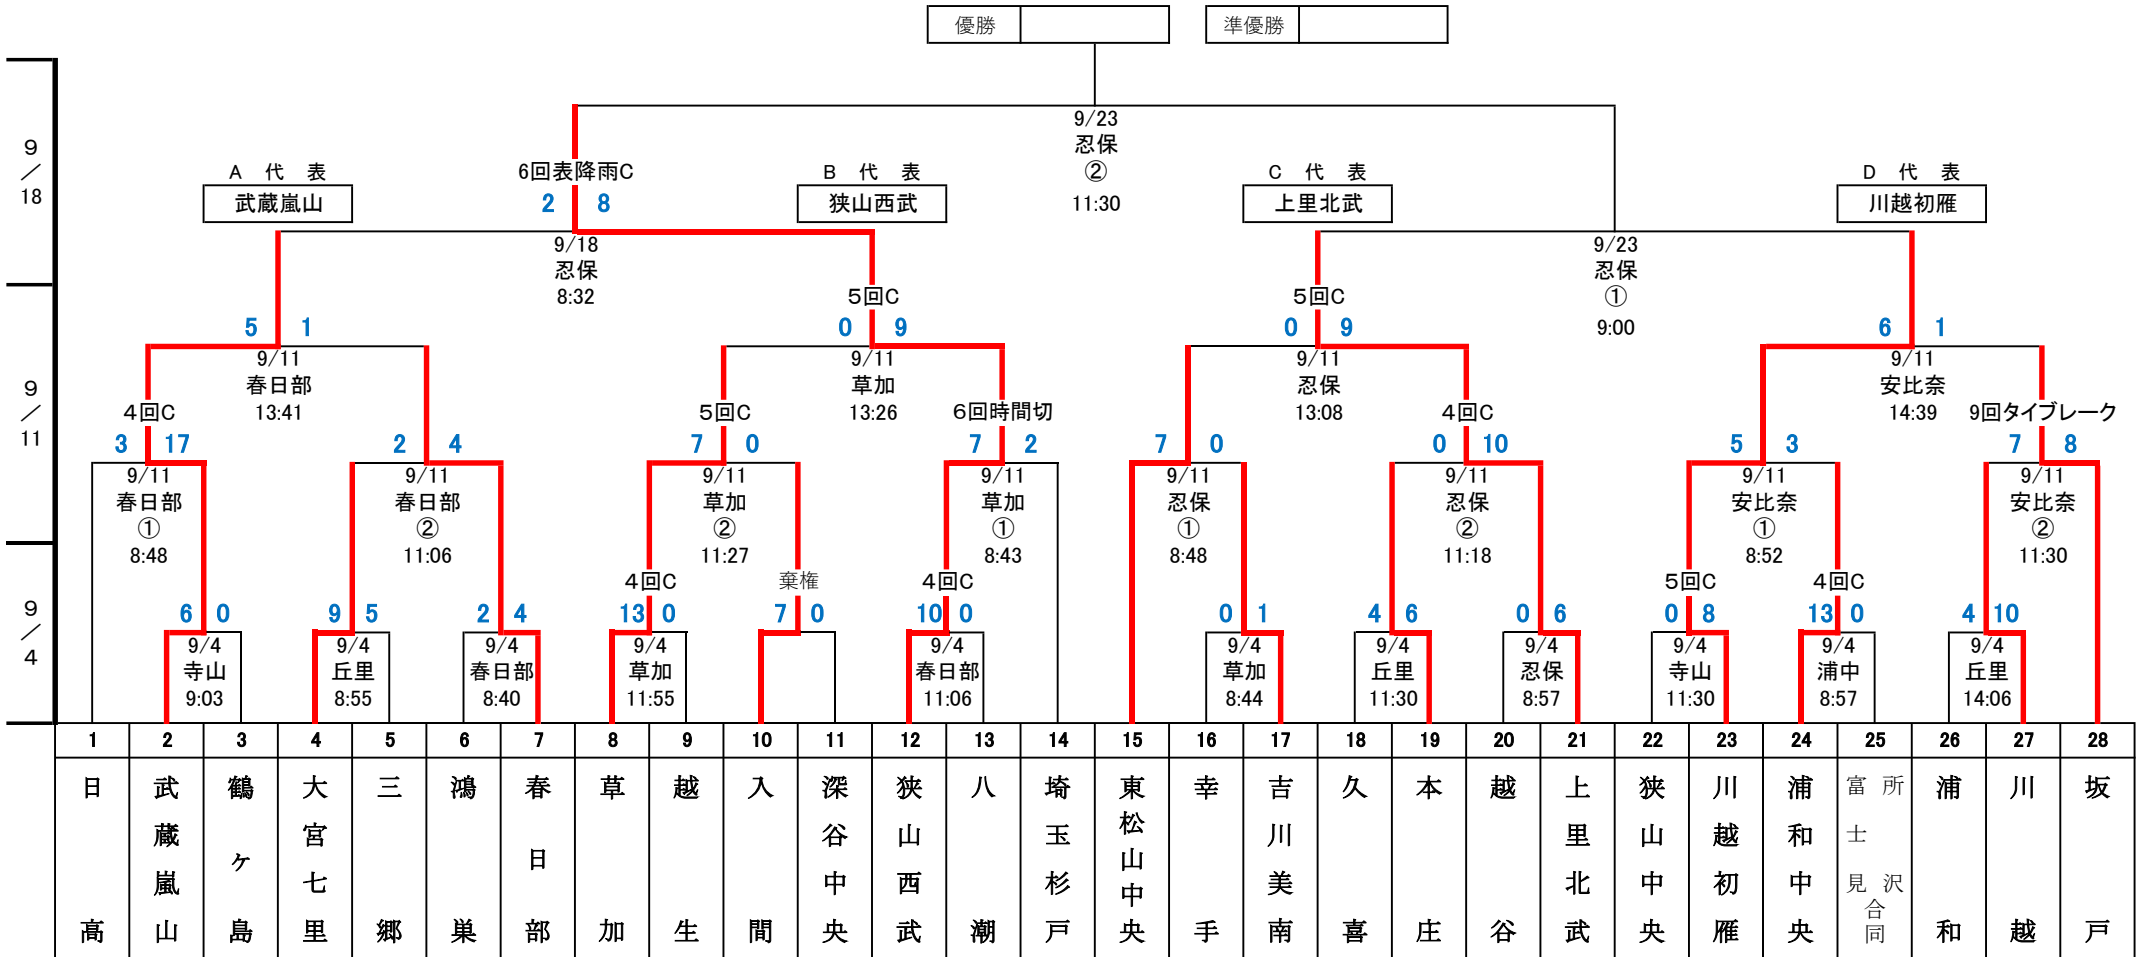 優勝 準優勝
9/23
忍保
②
11:30
9/18
A 代 表 6回表降雨C B 代 表 C 代 表 D 代 表
武蔵嵐山 2 8 狭山西武 上里北武 川越初雁
9/18 9/23
忍保 忍保
8:32 ①
9:00
5回C 5回C
5 1 0 9 0 9 6 1
9/11 9/11 9/11 9/11
春日部 草加 忍保 安比奈
13:41 13:26 13:08 14:39
9/11
4回C 5回C 6回時間切 4回C 9回タイブレーク
3 17 2 4 7 0 7 2 7 0 0 10 5 3 7 8
9/11 9/11 9/11 9/11 9/11 9/11 9/11 9/11
春日部 春日部 草加 草加 忍保 忍保 安比奈 安比奈
① ② ② ① ① ② ① ②
8:48 11:06 11:27 8:43 8:48 11:18 8:52 11:30
9/4
4回C 棄権 4回C 5回C 4回C
6 0 9 5 2 4 13 0 7 0 10 0 0 1 4 6 0 6 0 8 13 0 4 10
9/4 9/4 9/4 9/4 9/4 9/4 9/4 9/4 9/4 9/4 9/4
寺山 丘里 春日部 草加 春日部 草加 丘里 忍保 寺山 浦中 丘里
9:03 8:55 8:40 11:55 11:06 8:44 11:30 8:57 11:30 8:57 14:06
1 2 3 4 5 6 7 8 9 10 11 12 13 14 15 16 17 18 19 20 21 22 23 24 25 26 27 28
日高
武蔵嵐山
鶴ヶ島
大宮七里
三郷
鴻巣
春日部
草加
越生
入間
深谷中央
狭山西武
八潮
埼玉杉戸
東松山中央
幸手
吉川美南
久喜
本庄
越谷
上里北武
狭山中央
川越初雁
浦和中央
富士見所沢合同
浦和
川越
坂戸